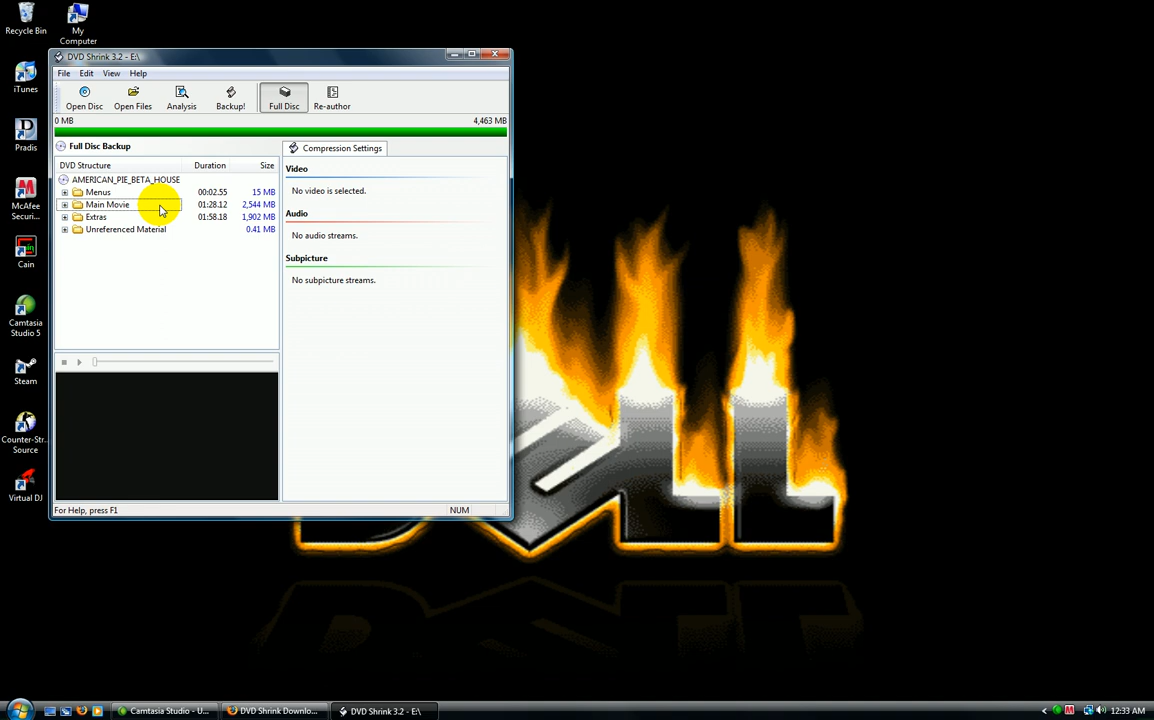 Recycle Bin
My
Computer
iTunes
Pradis
McAfee
Securi...
Cain
Camtasia
Studio 5
Steam
Counter-Str...
Source
Virtual DJ
DVD Shrink 3.2 - E:\
File Edit View Help
Open Disc Open Files Analysis Backup! Full Disc Re-author
0 MB 4,463 MB
Full Disc Backup
DVD Structure Duration Size
AMERICAN_PIE_BETA_HOUSE
Menus 00:02.55 15 MB
Main Movie 01:28.12 2,544 MB
Extras 01:58.18 1,902 MB
Unreferenced Material 0.41 MB
Compression Settings
Video
No video is selected.
Audio
No audio streams.
Subpicture
No subpicture streams.
For Help, press F1 NUM
DELL
Camtasia Studio - U... DVD Shrink Downlo... DVD Shrink 3.2 - E:\ 12:33 AM